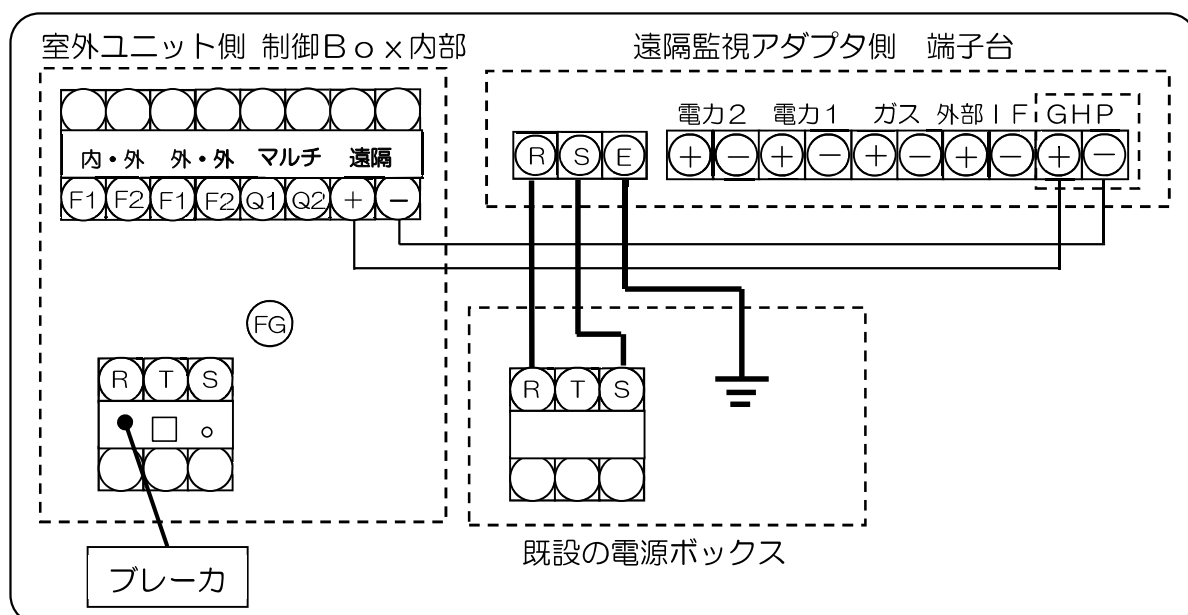 室外ユニット側 制御Box内部
遠隔監視アダプタ側 端子台
電力2 電力1 ガス 外部IF GHP
R S E + − + − + − + − + −
内・外 外・外 マルチ 遠隔
F1 F2 F1 F2 Q1 Q2 + −
FG
R T S
R T S
ブレーカ
既設の電源ボックス